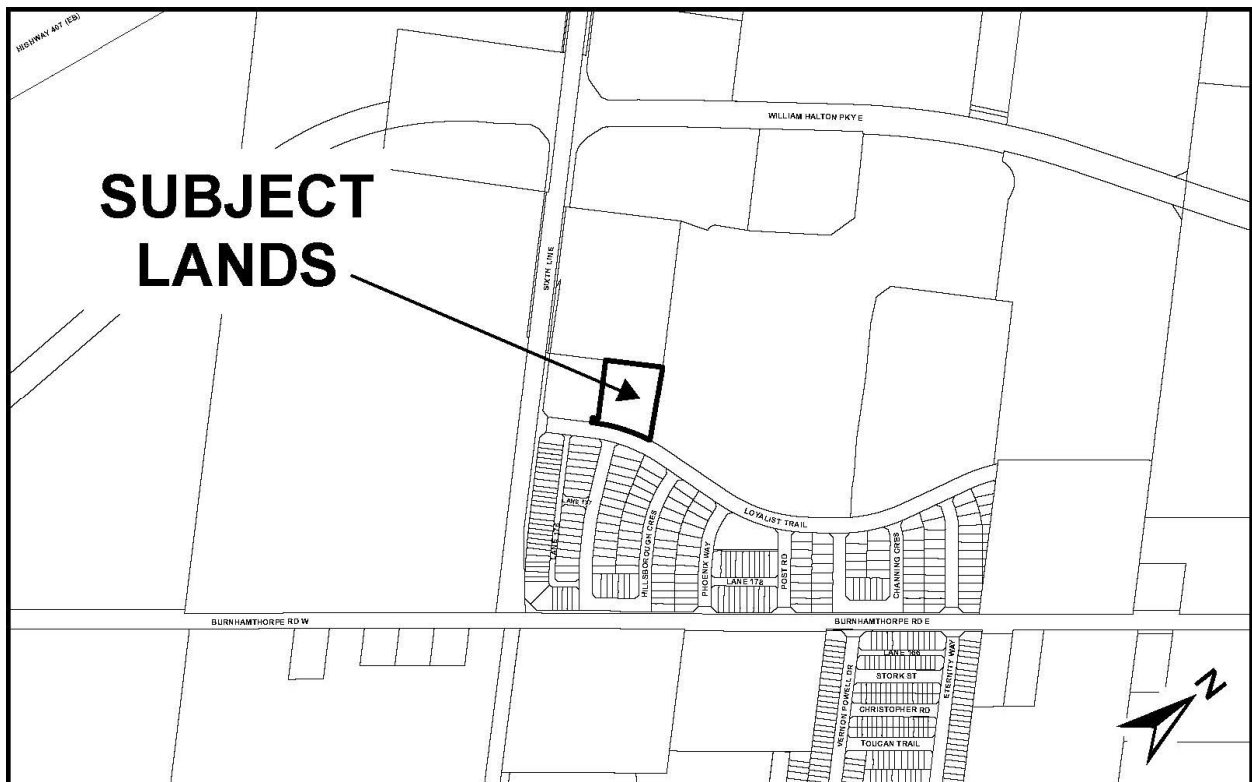 HIGHWAY 407 (EB)
WILLIAM HALTON PKY E
SUBJECT
LANDS
SIXTH LINE
LOYALIST TRAIL
LANE 178
HILLSBOROUGH CRES
PHOENIX WAY
LANE 178
POST RD
CHANNING CRES
BURNHAMTHORPE RD W
BURNHAMTHORPE RD E
LANE 166
STORK ST
CHRISTOPHER RD
TOUCAN TRAIL
VERNON POWELL DR
ETERNITY WAY
N